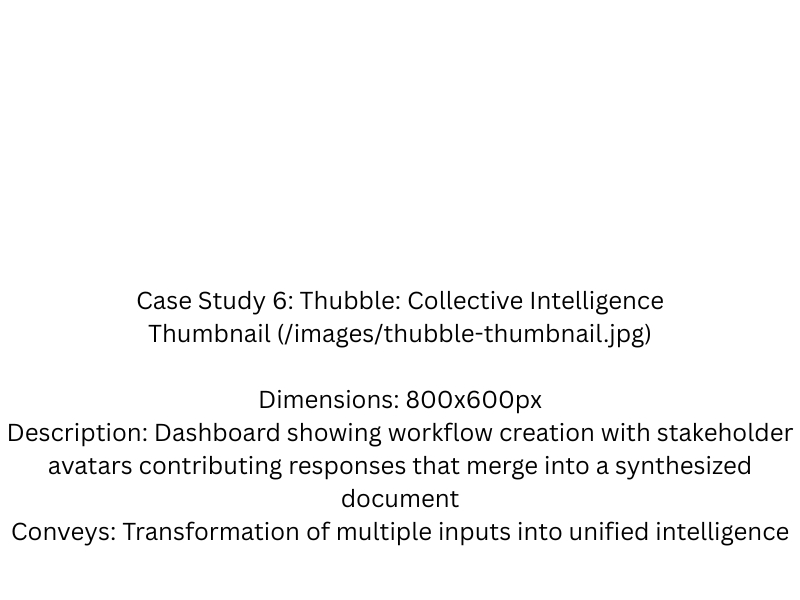 Case Study 6: Thubble: Collective Intelligence
Thumbnail (/images/thubble-thumbnail.jpg)
Dimensions: 800x600px
Description: Dashboard showing workflow creation with stakeholder
avatars contributing responses that merge into a synthesized
document
Conveys: Transformation of multiple inputs into unified intelligence